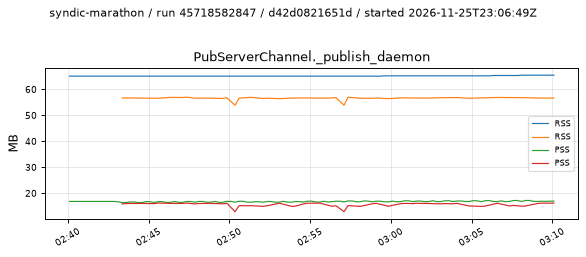 syndic-marathon / run 45718582847 / d42d0821651d / started 2026-11-25T23:06:49Z
PubServerChannel._publish_daemon
MB
60
50
40
30
20
RSS
RSS
PSS
PSS
02:40
02:45
02:50
02:55
03:00
03:05
03:10